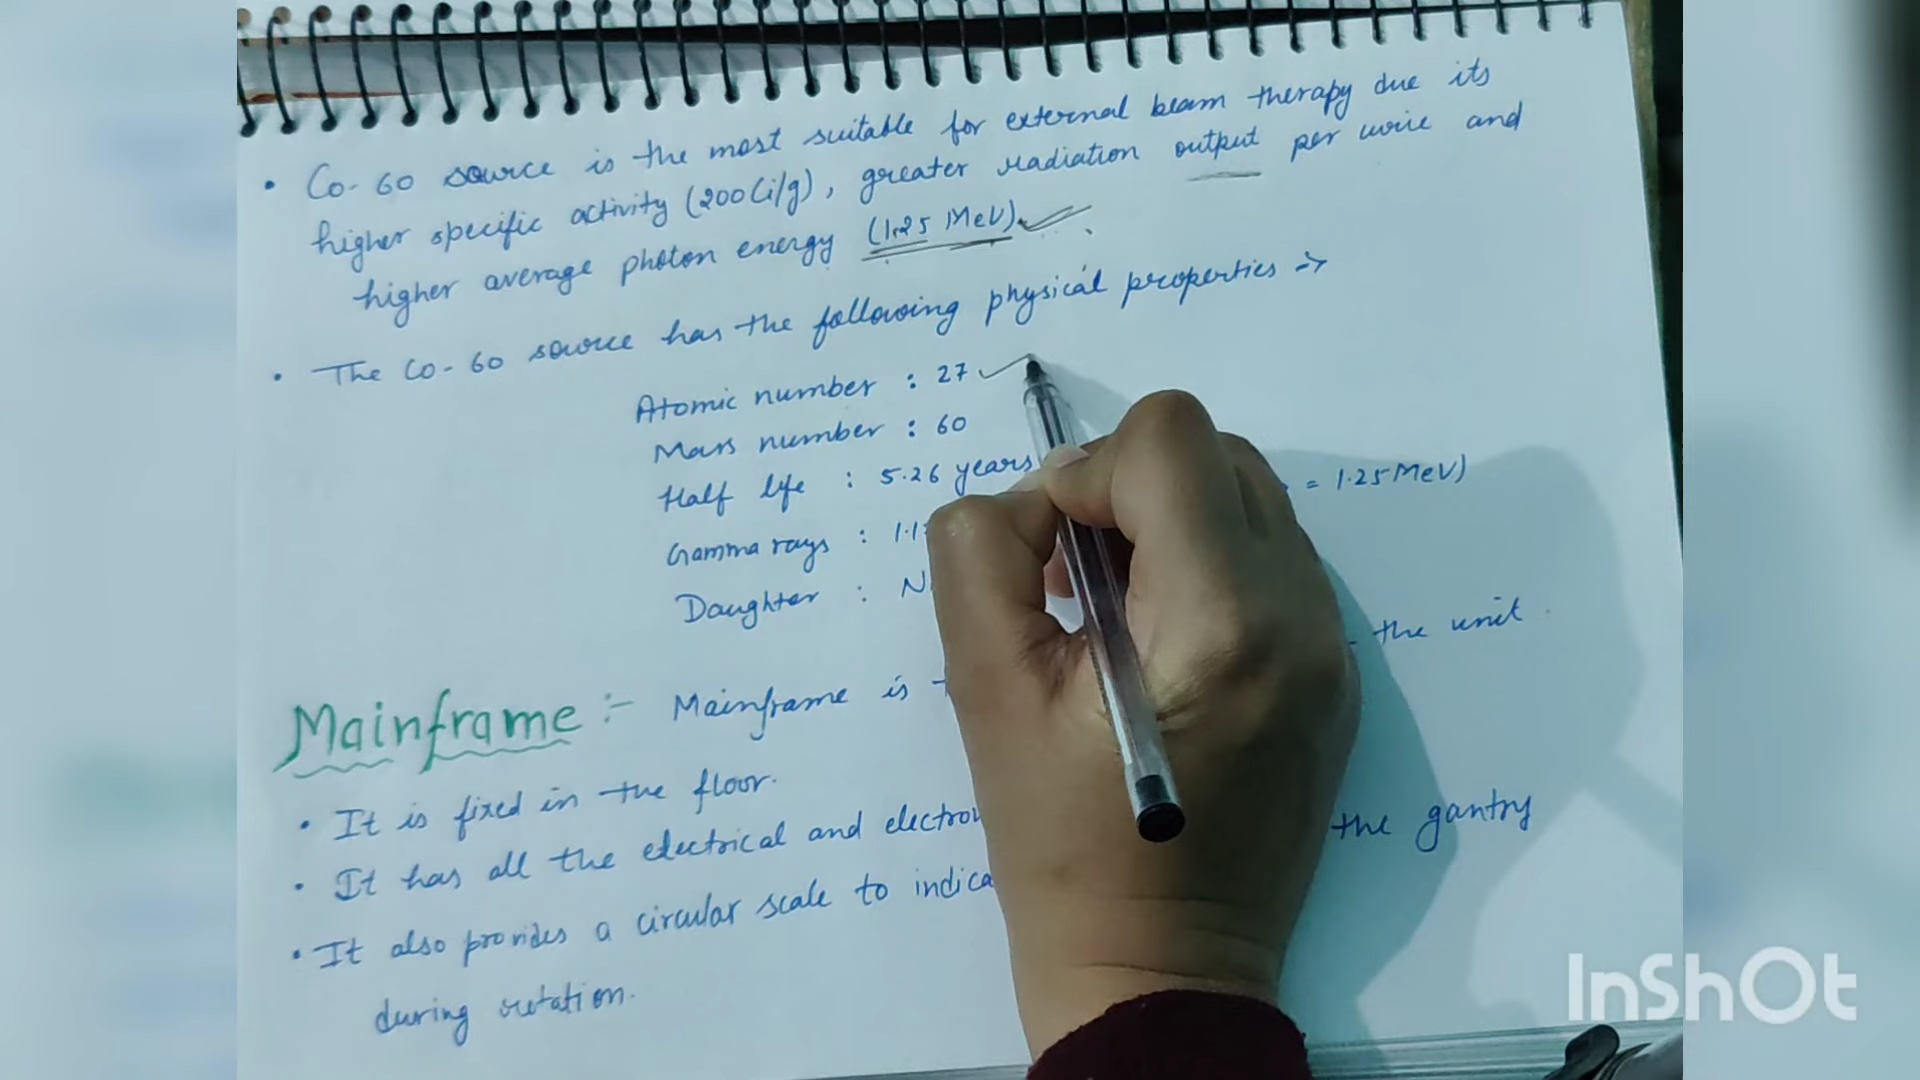 • Co-60 source is the most suitable for external beam therapy due its
higher specific activity (200Ci/g), greater radiation output per curie and
higher average photon energy (1.25 MeV).
• The Co-60 source has the following physical properties →
Atomic number : 27
Mass number : 60
Half life : 5.26 years = 1.25 MeV)
Gamma rays : 1.1
Daughter : N
Mainframe :- Mainframe is the unit.
• It is fixed in the floor.
• It has all the electrical and
• It also provides a circular scale to the gantry
during rotation.
InShOt